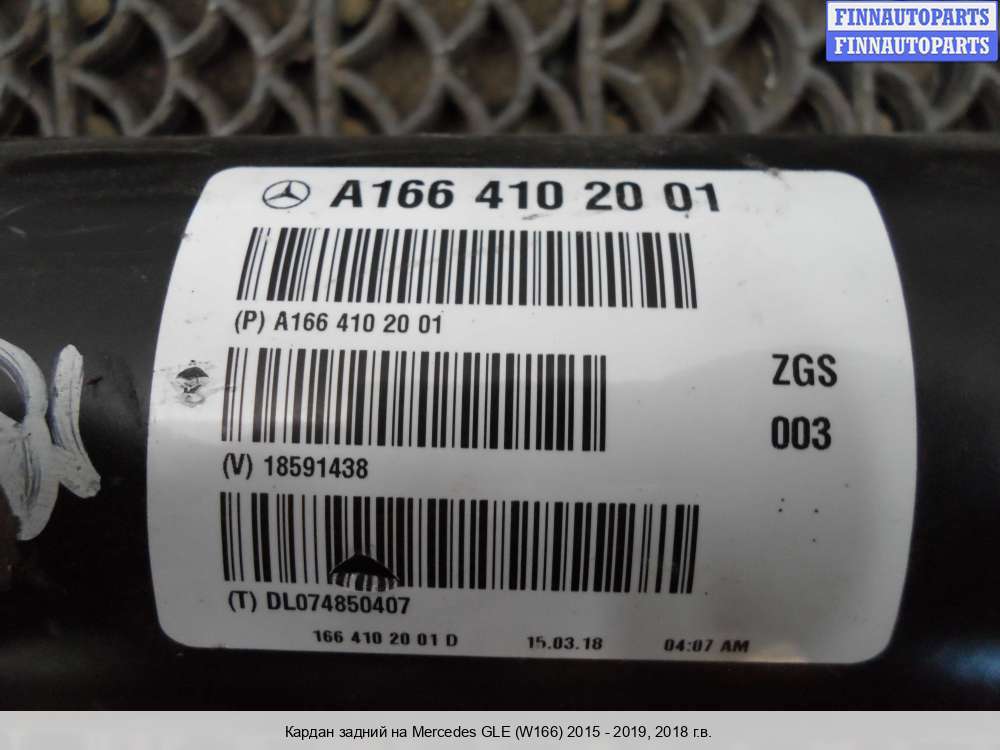 FINNAUTOPARTS
FINNAUTOPARTS
A166 410 20 01
(P) A166 410 20 01
ZGS
003
(V) 18591438
(T) DL074850407
166 410 20 01 D 15.03.18 04:07 AM
Кардан задний на Mercedes GLE (W166) 2015 - 2019, 2018 г.в.